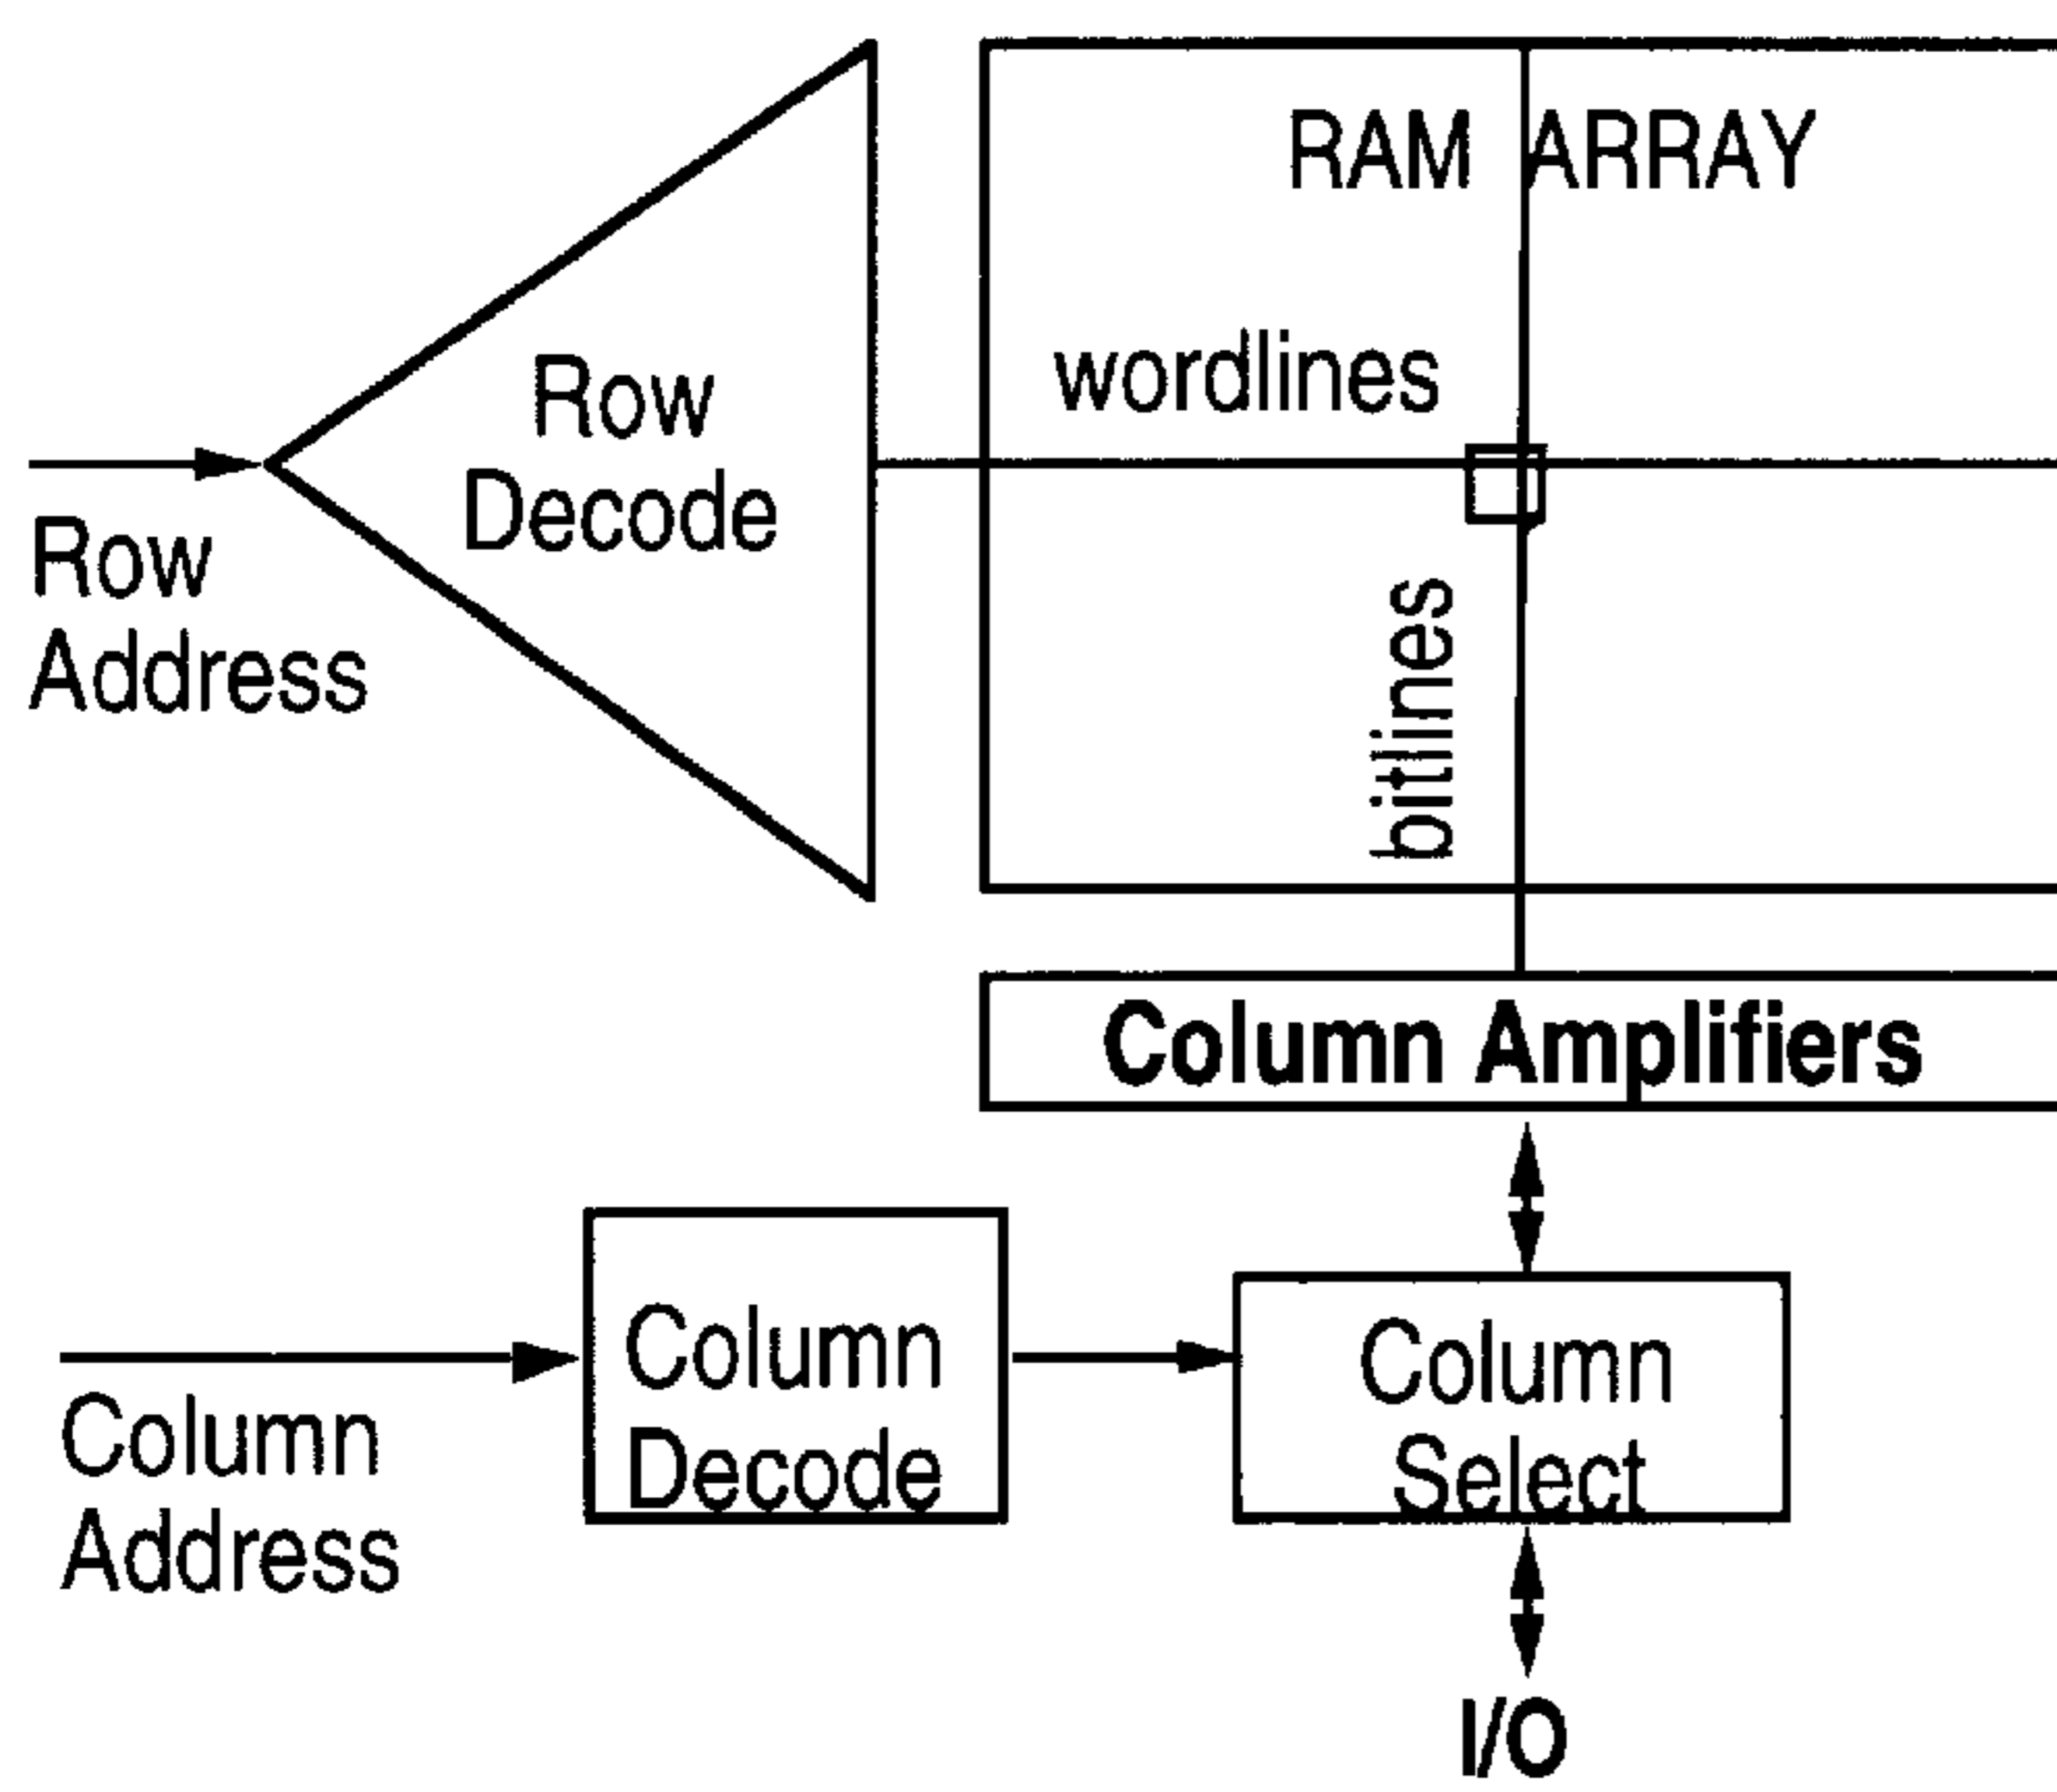 RAM ARRAY
wordlines
Row
Decode
Row
Address
bitlines
Column Amplifiers
Column
Decode
Column
Select
Column
Address
I/O